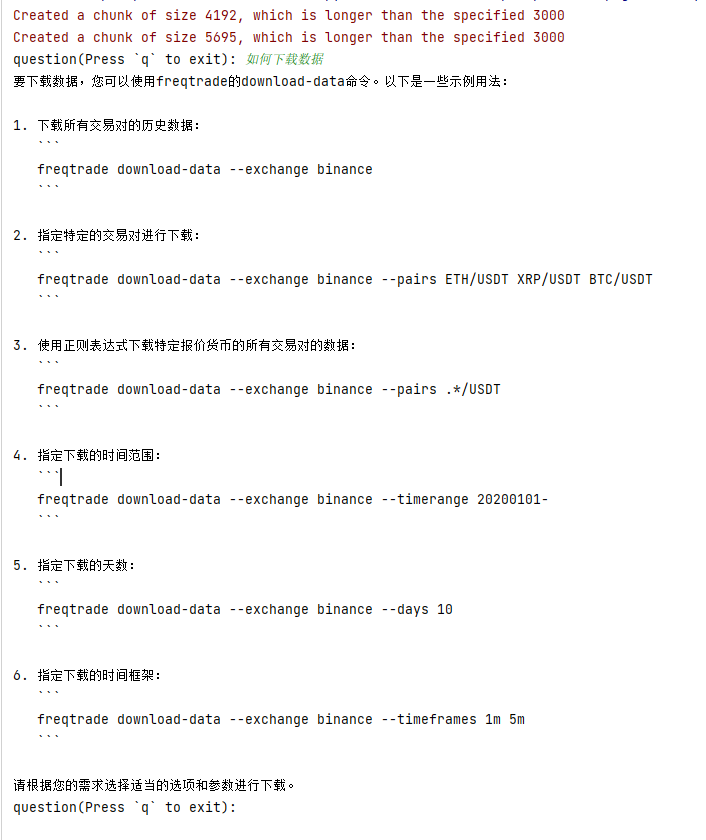 Created a chunk of size 4192, which is longer than the specified 3000
Created a chunk of size 5695, which is longer than the specified 3000
question(Press `q` to exit): 如何下载数据
要下载数据，您可以使用freqtrade的download-data命令。以下是一些示例用法：
1. 下载所有交易对的历史数据：
```
freqtrade download-data --exchange binance
```
2. 指定特定的交易对进行下载：
```
freqtrade download-data --exchange binance --pairs ETH/USDT XRP/USDT BTC/USDT
```
3. 使用正则表达式下载特定报价货币的所有交易对的数据：
```
freqtrade download-data --exchange binance --pairs .*/USDT
```
4. 指定下载的时间范围：
```
freqtrade download-data --exchange binance --timerange 20200101-
```
5. 指定下载的天数：
```
freqtrade download-data --exchange binance --days 10
```
6. 指定下载的时间框架：
```
freqtrade download-data --exchange binance --timeframes 1m 5m
```
请根据您的需求选择适当的选项和参数进行下载。
question(Press `q` to exit):